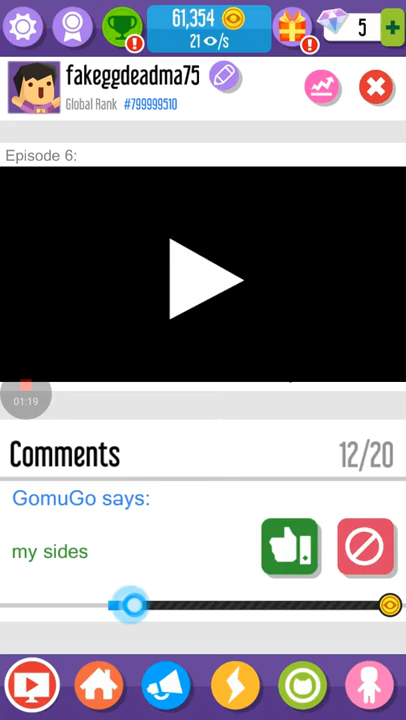 61,354
21 /s
5
fakeggdeadma75
Global Rank #799999510
Episode 6:
01:19
Comments 12/20
GomuGo says:
my sides